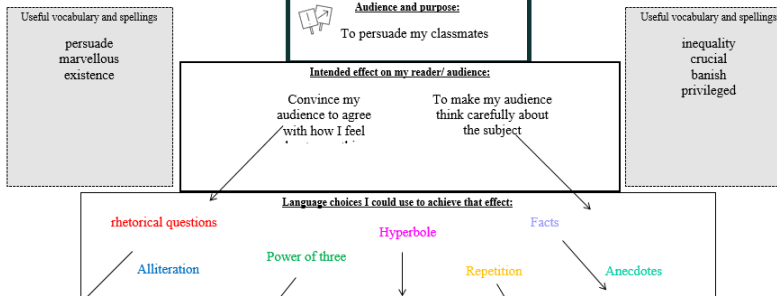 Audience and purpose:
To persuade my classmates
Useful vocabulary and spellings
persuade
marvellous
existence
Useful vocabulary and spellings
inequality
crucial
banish
privileged
Intended effect on my reader/ audience:
Convince my
audience to agree
with how I feel
To make my audience
think carefully about
the subject
Language choices I could use to achieve that effect:
rhetorical questions
Hyperbole
Facts
Alliteration
Power of three
Repetition
Anecdotes